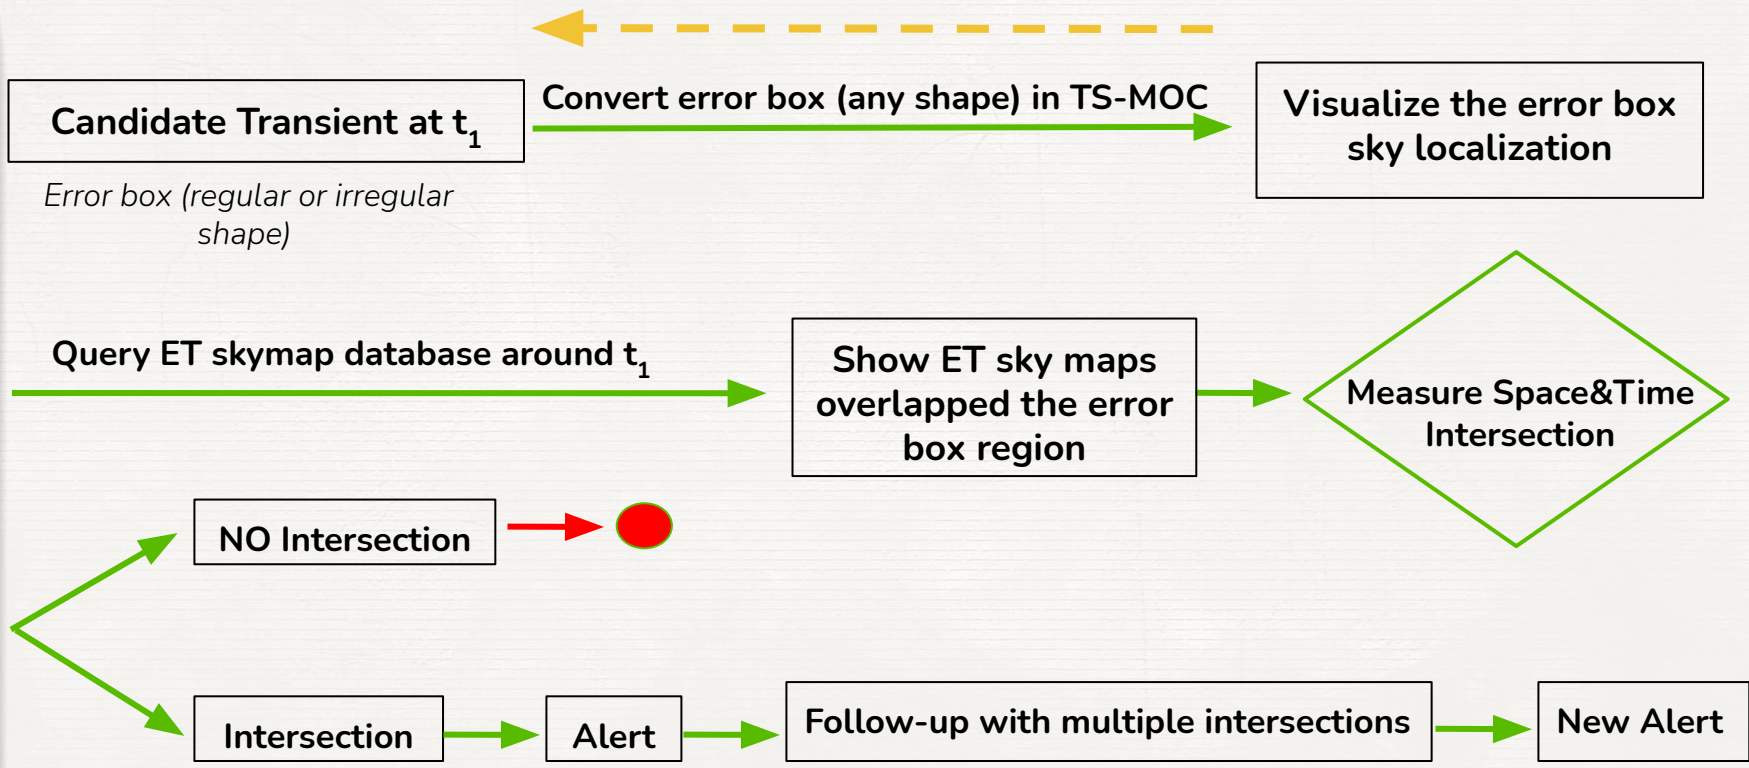 Candidate Transient at t1
Convert error box (any shape) in TS-MOC
Visualize the error box
sky localization
Error box (regular or irregular
shape)
Query ET skymap database around t1
Show ET sky maps
overlapped the error
box region
Measure Space&Time
Intersection
NO Intersection
Intersection
Alert
Follow-up with multiple intersections
New Alert